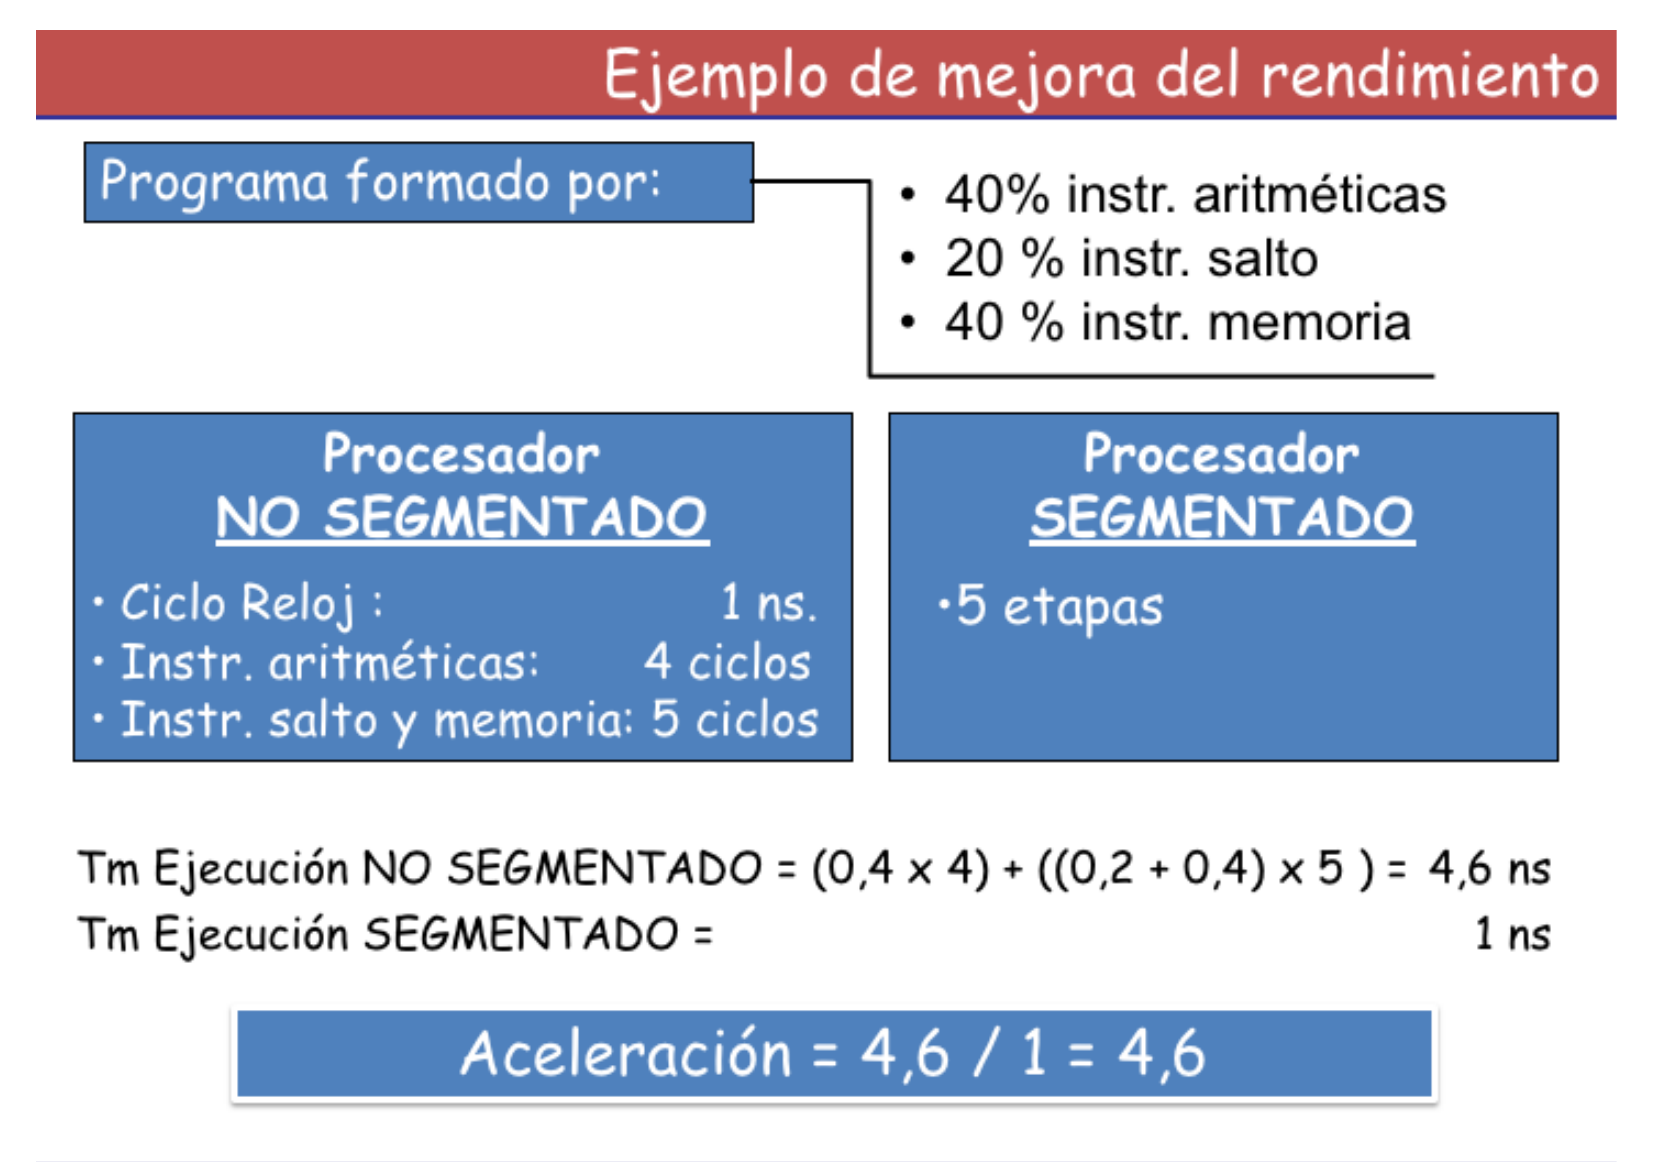 Ejemplo de mejora del rendimiento
Programa formado por:
• 40% instr. aritméticas
• 20 % instr. salto
• 40 % instr. memoria
Procesador
NO SEGMENTADO
• Ciclo Reloj : 1 ns.
• Instr. aritméticas: 4 ciclos
• Instr. salto y memoria: 5 ciclos
Procesador
SEGMENTADO
•5 etapas
Tm Ejecución NO SEGMENTADO = (0,4 x 4) + ((0,2 + 0,4) x 5 ) = 4,6 ns
Tm Ejecución SEGMENTADO = 1 ns
Aceleración = 4,6 / 1 = 4,6